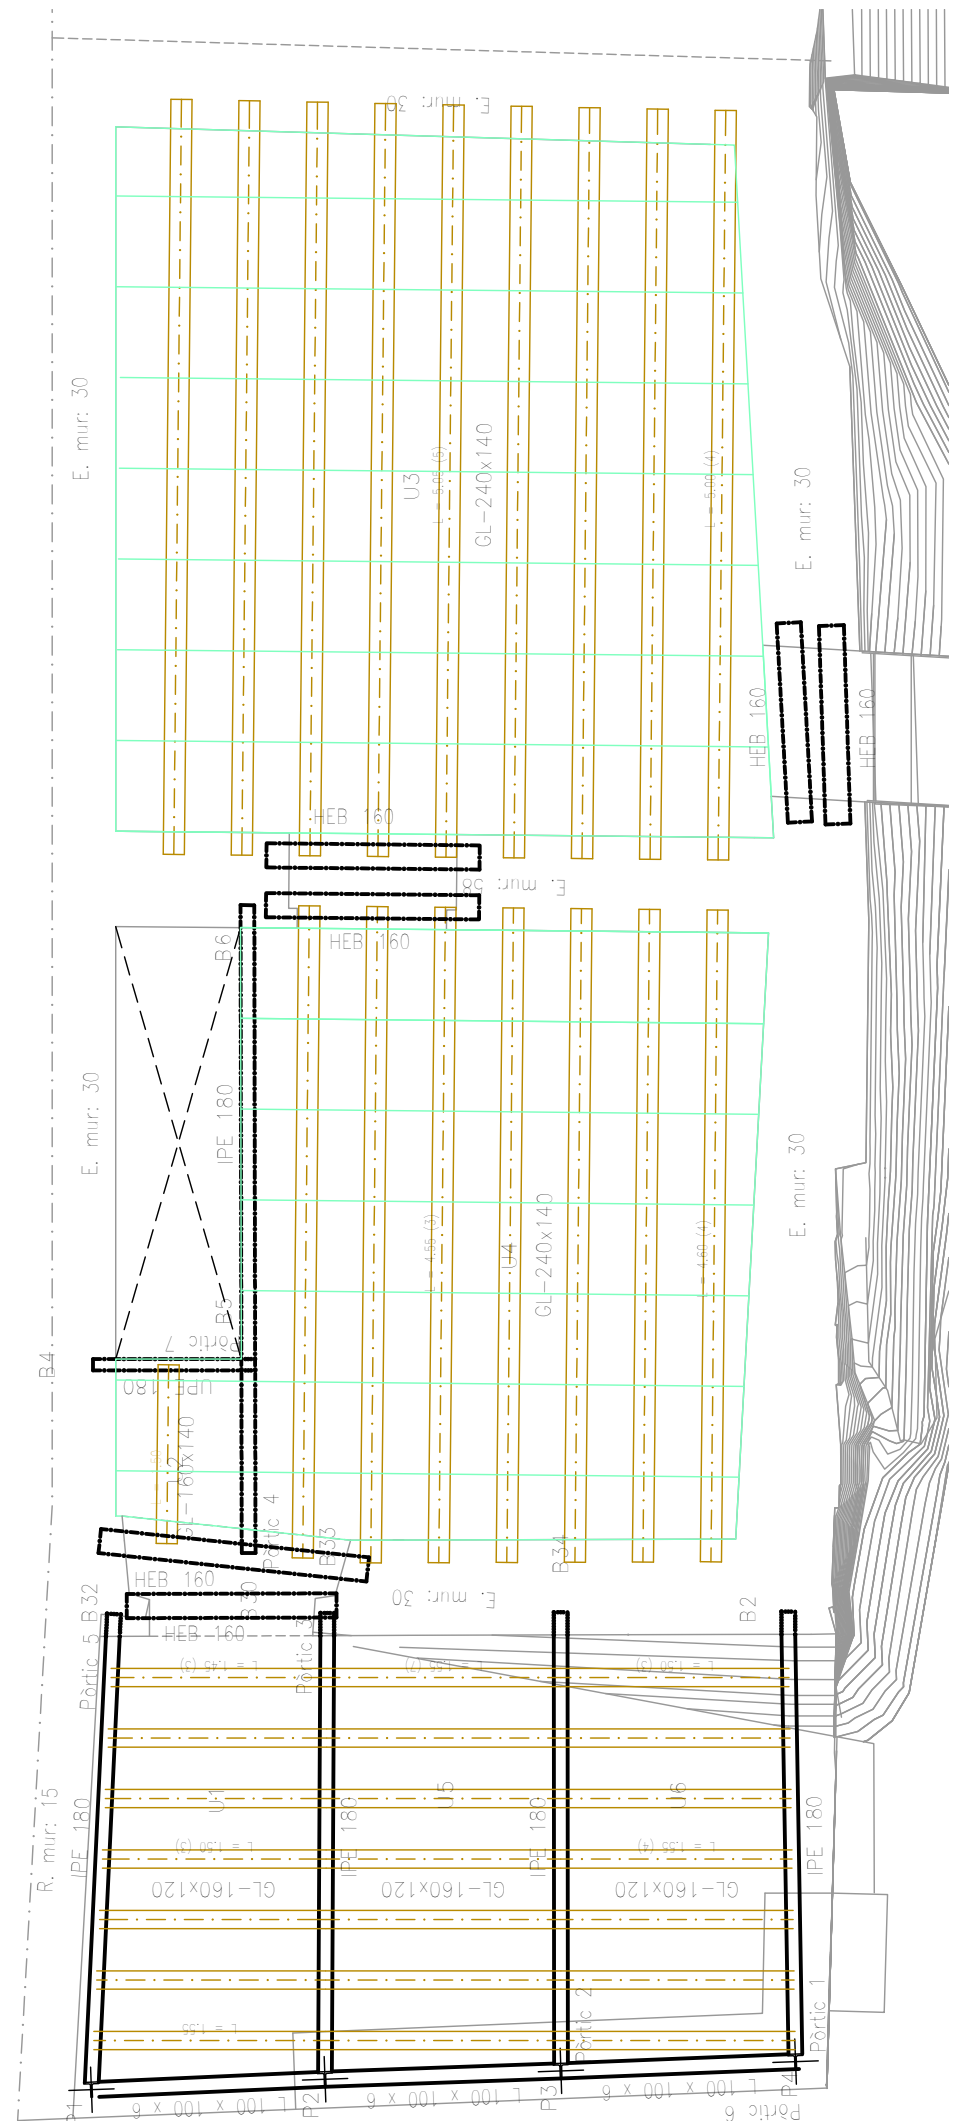 E. mur: 30
E. mur: 30
U3
L = 5.05 (5)
GL-240x140
L = 5.00 (4)
E. mur: 30
HEB 160
HEB 160
HEB 160
E. mur: 58
HEB 160
B6
E. mur: 30
IPE 180
E. mur: 30
L = 4.55 (3)
U4
GL-240x140
L = 4.60 (4)
B5
Pòrtic 7
B4
UPE 180
GL-160x140
Pòrtic 4
B33
B34
HEB 160
B30
E. mur: 30
B32
B2
HEB 160
Pòrtic 5
Pòrtic 3
L = 1.45 (3)
L = 1.55 (7)
L = 1.50 (3)
R. mur: 15
IPE 180
U1
IPE 180
U5
IPE 180
U6
IPE 180
L = 1.50 (3)
L = 1.55 (4)
GL-160x120
GL-160x120
GL-160x120
L = 1.55
Pòrtic 2
Pòrtic 1
P1
L 100 x 100 x 6
P2
L 100 x 100 x 6
P3
L 100 x 100 x 6
P4
Pòrtic 6